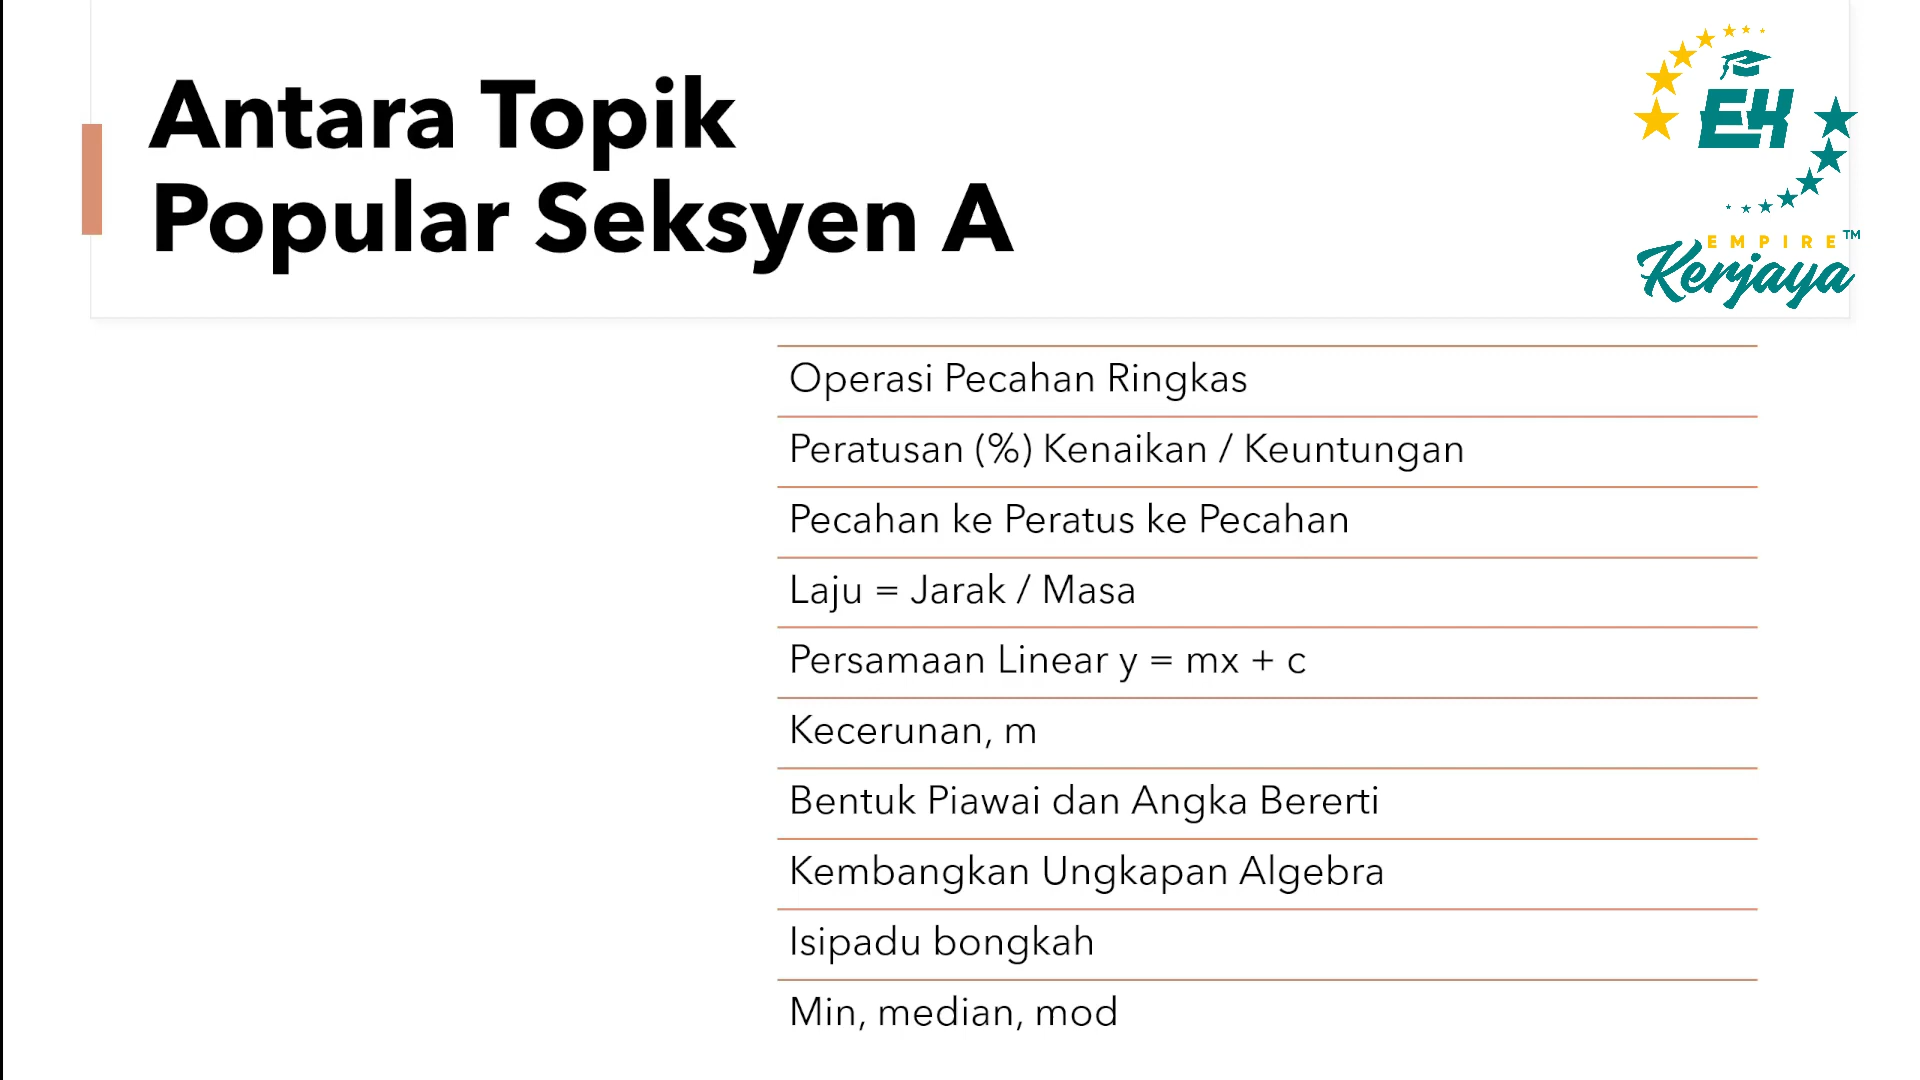 Antara Topik
Popular Seksyen A
EK
EMPIRE™
Kerjaya
Operasi Pecahan Ringkas
Peratusan (%) Kenaikan / Keuntungan
Pecahan ke Peratus ke Pecahan
Laju = Jarak / Masa
Persamaan Linear y = mx + c
Kecerunan, m
Bentuk Piawai dan Angka Bererti
Kembangkan Ungkapan Algebra
Isipadu bongkah
Min, median, mod